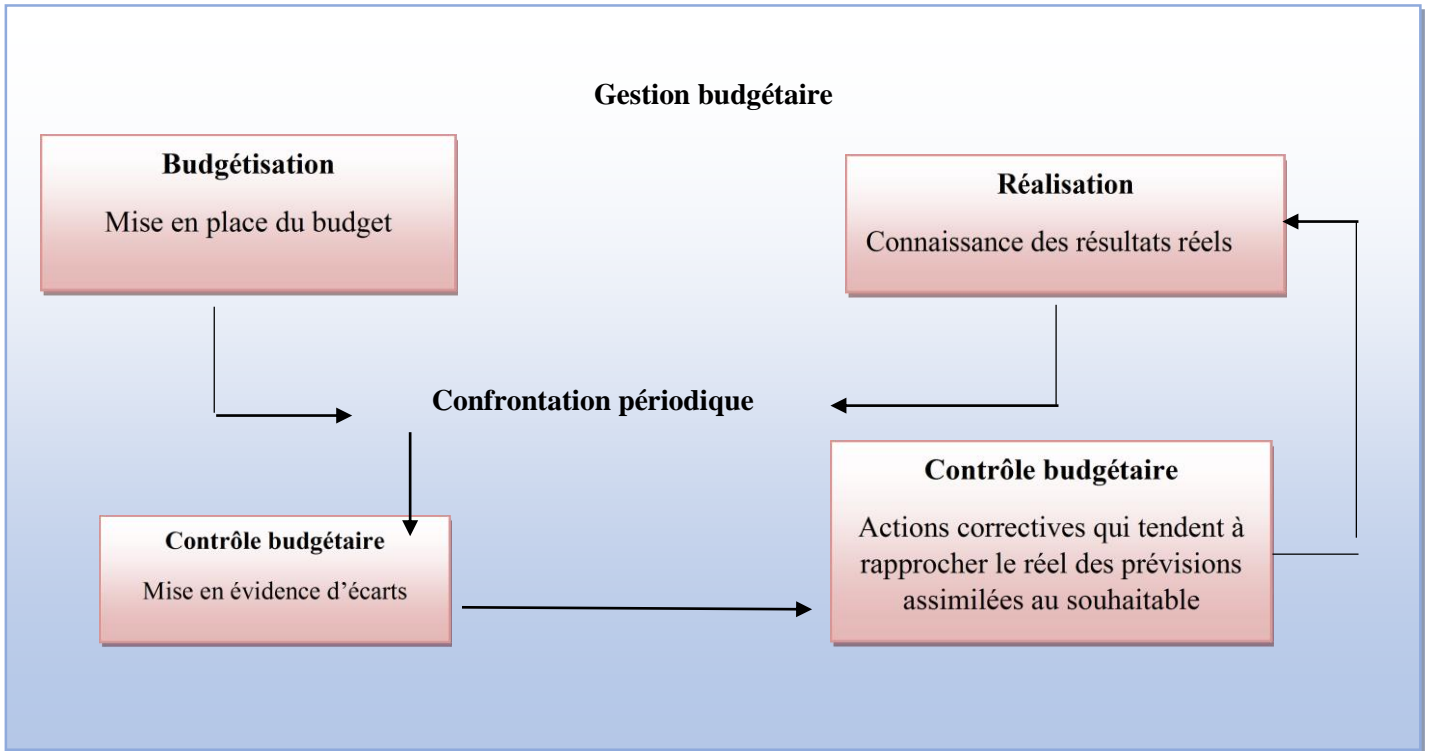 Gestion budgétaire
Budgétisation
Mise en place du budget
Réalisation
Connaissance des résultats réels
Confrontation périodique
Contrôle budgétaire
Mise en évidence d’écarts
Contrôle budgétaire
Actions correctives qui tendent à
rapprocher le réel des prévisions
assimilées au souhaitable